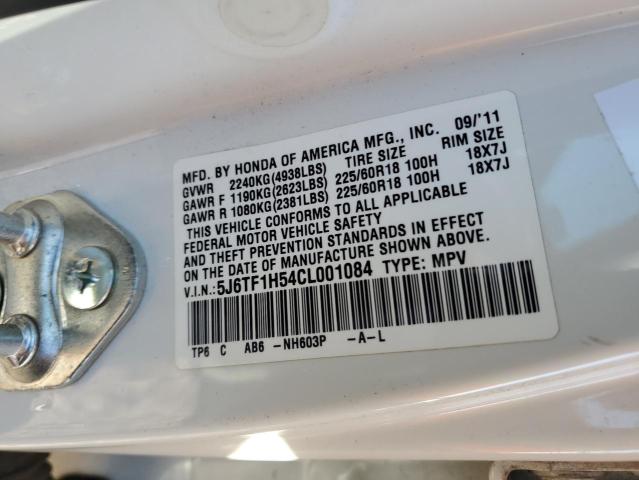 MFD. BY HONDA OF AMERICA MFG., INC. 09/'11
GVWR 2240KG(4938LBS) TIRE SIZE RIM SIZE
GAWR F 1190KG(2623LBS) 225/60R18 100H 18X7J
GAWR R 1080KG(2381LBS) 225/60R18 100H 18X7J
THIS VEHICLE CONFORMS TO ALL APPLICABLE
FEDERAL MOTOR VEHICLE SAFETY
AND THEFT PREVENTION STANDARDS IN EFFECT
ON THE DATE OF MANUFACTURE SHOWN ABOVE.
V.I.N.:5J6TF1H54CL001084 TYPE: MPV
TP6 C AB6 -NH603P -A-L